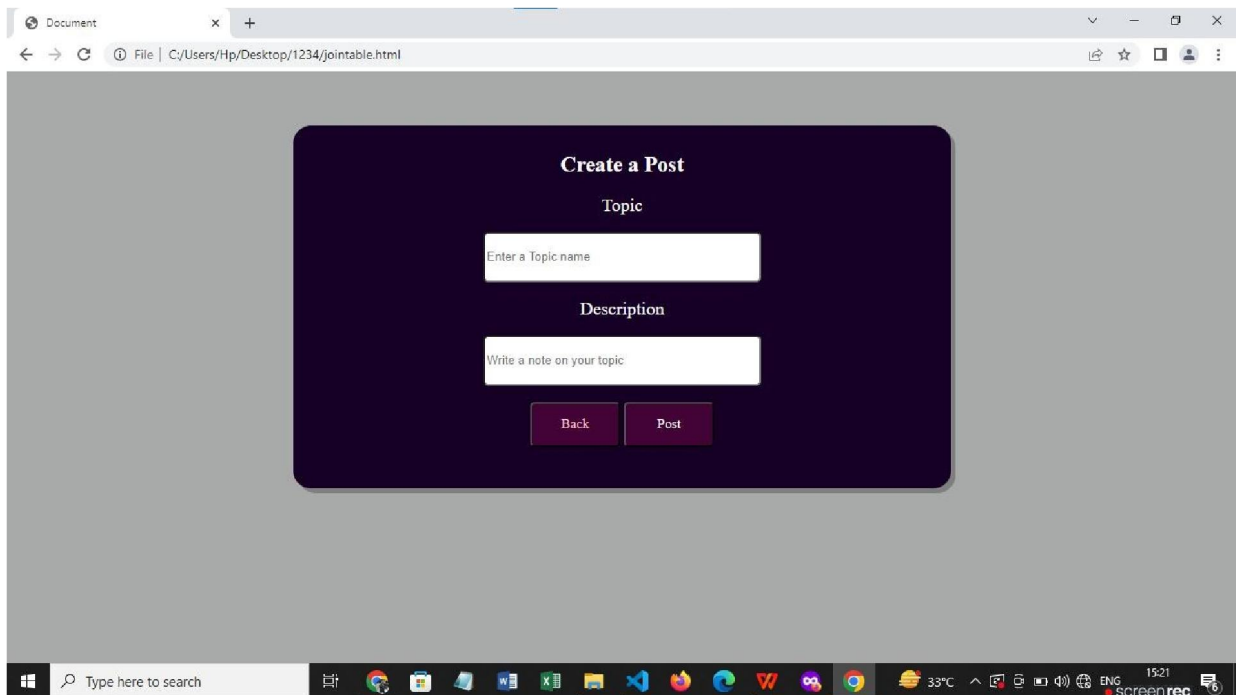 Document
File | C:/Users/Hp/Desktop/1234/jointable.html
Create a Post
Topic
Enter a Topic name
Description
Write a note on your topic
Back Post
Type here to search
33°C ENG 15:21
screenrec 6